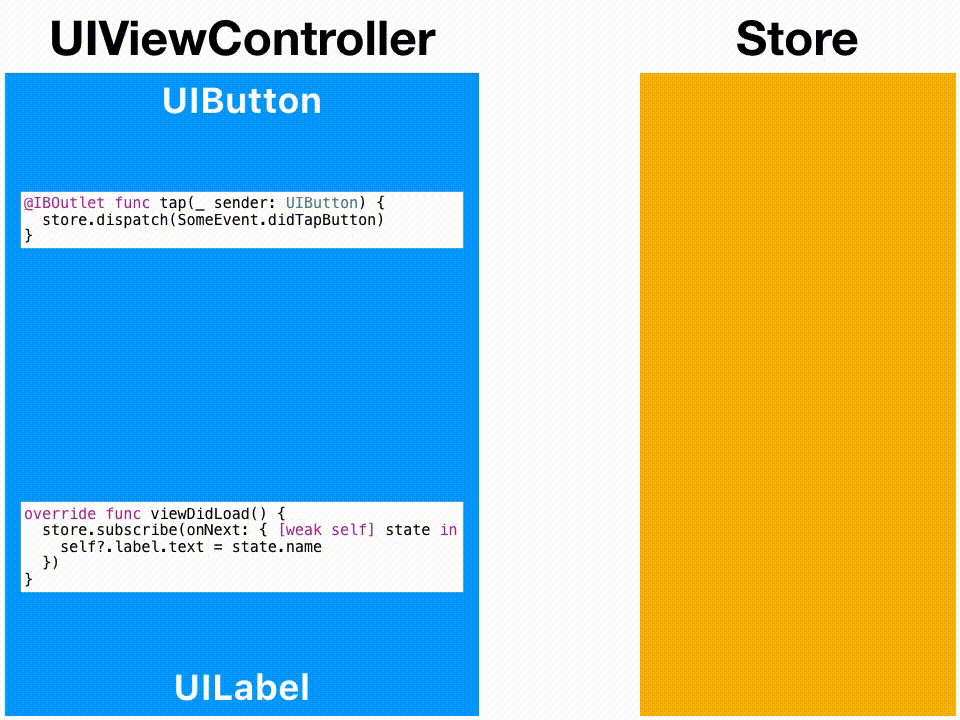 UIViewController
Store
UIButton
@IBOutlet func tap(_ sender: UIButton) {
  store.dispatch(SomeEvent.didTapButton)
}
override func viewDidLoad() {
  store.subscribe(onNext: { [weak self] state in
    self?.label.text = state.name
  })
}
UILabel